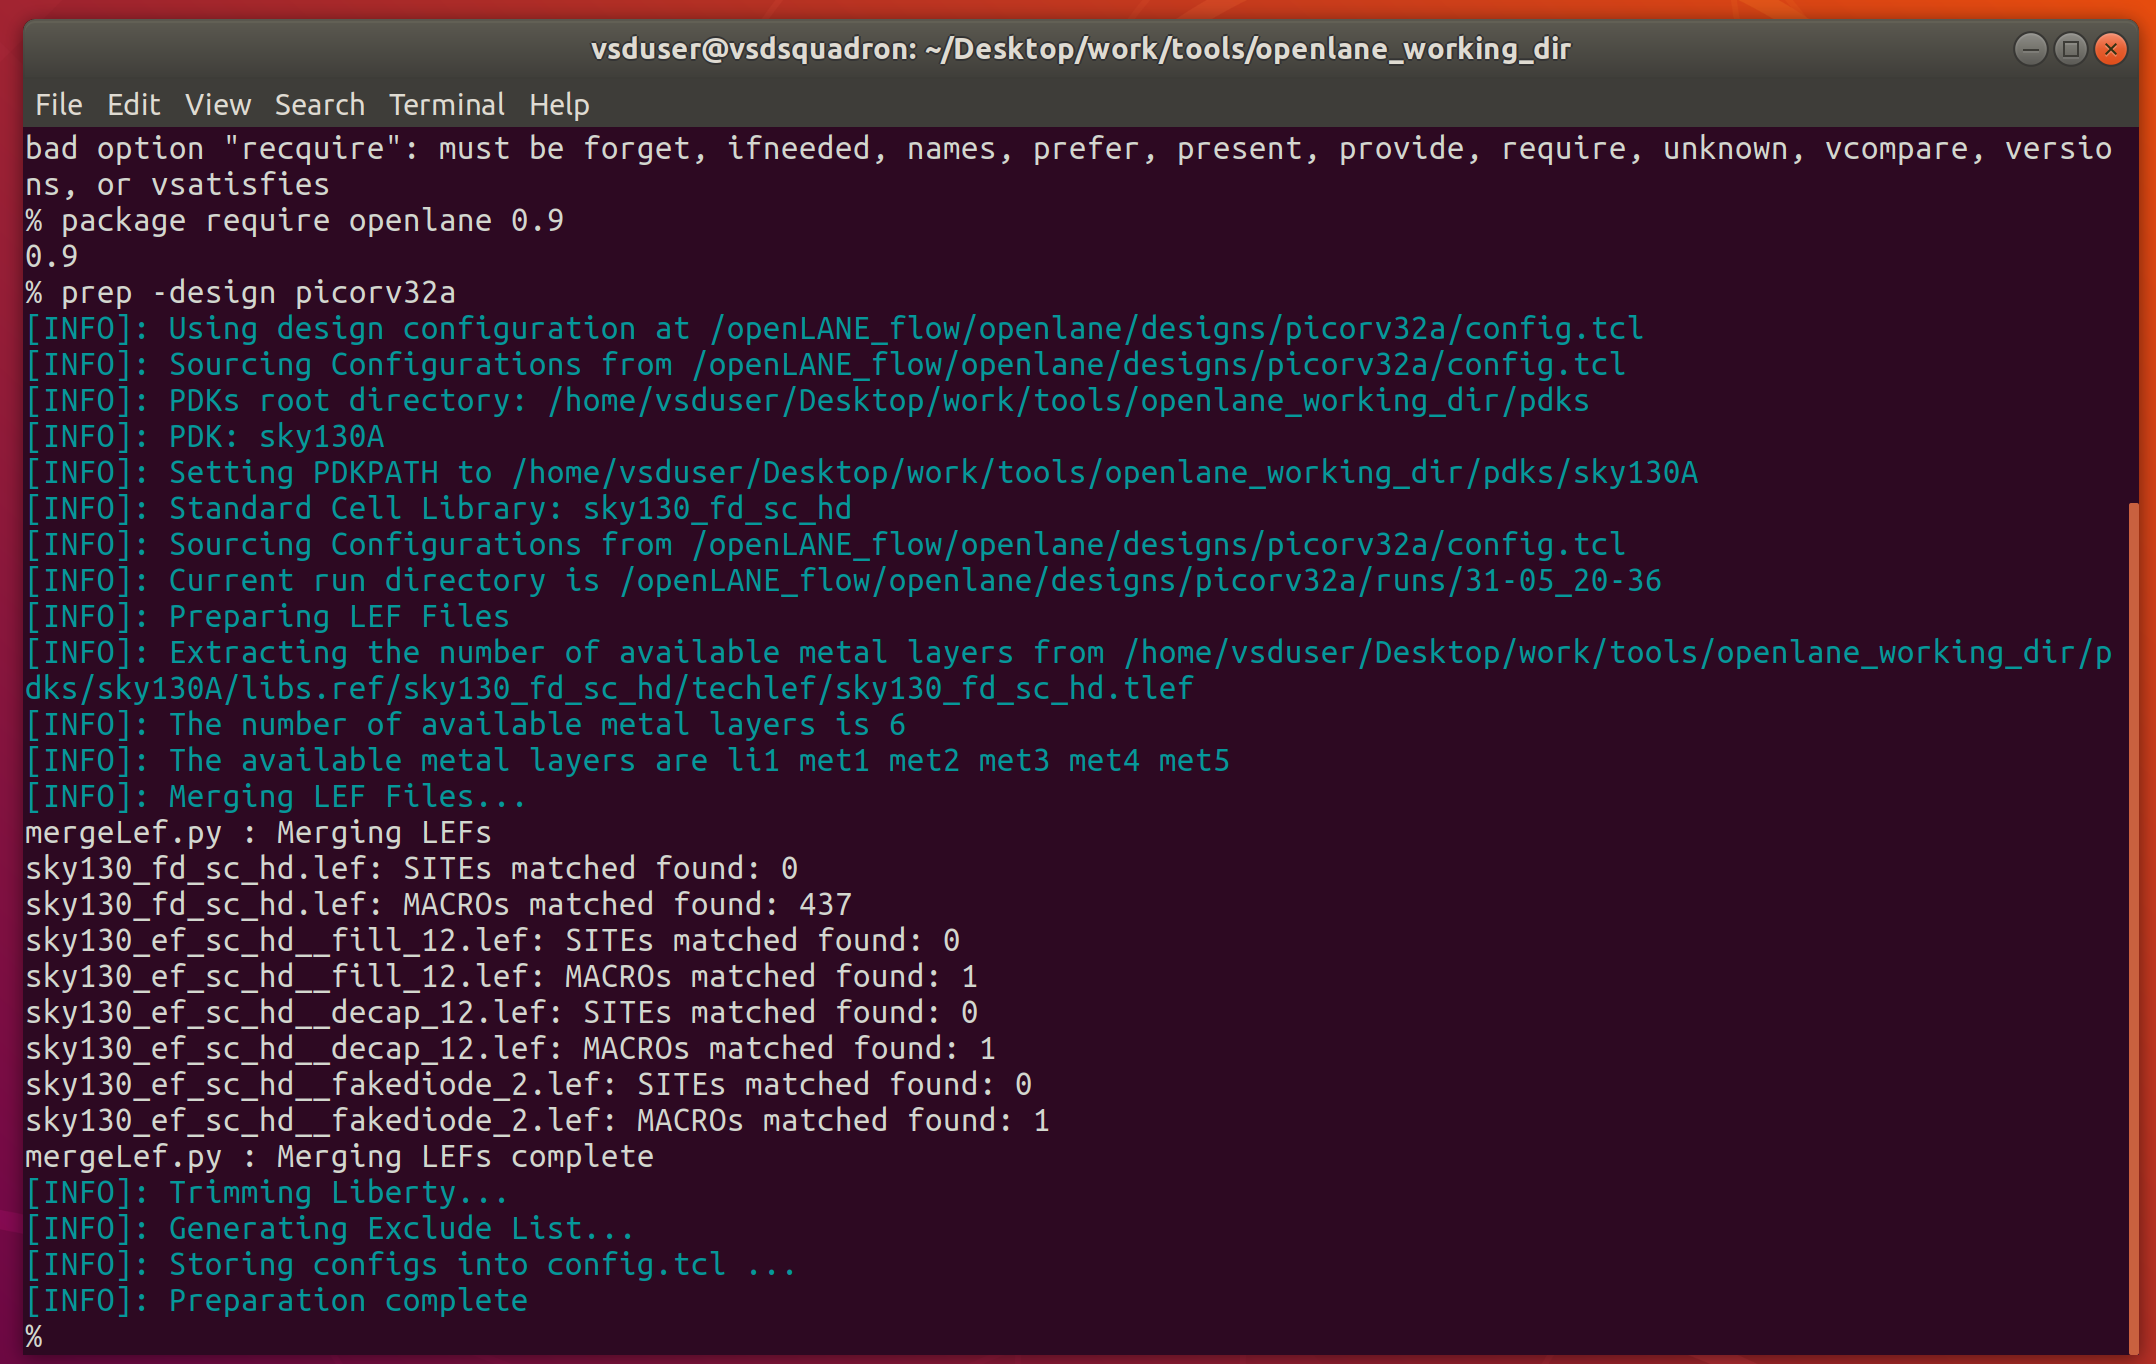 vsduser@vsdsquadron: ~/Desktop/work/tools/openlane_working_dir
File Edit View Search Terminal Help
bad option "recquire": must be forget, ifneeded, names, prefer, present, provide, require, unknown, vcompare, versio
ns, or vsatisfies
% package require openlane 0.9
0.9
% prep -design picorv32a
[INFO]: Using design configuration at /openLANE_flow/openlane/designs/picorv32a/config.tcl
[INFO]: Sourcing Configurations from /openLANE_flow/openlane/designs/picorv32a/config.tcl
[INFO]: PDKs root directory: /home/vsduser/Desktop/work/tools/openlane_working_dir/pdks
[INFO]: PDK: sky130A
[INFO]: Setting PDKPATH to /home/vsduser/Desktop/work/tools/openlane_working_dir/pdks/sky130A
[INFO]: Standard Cell Library: sky130_fd_sc_hd
[INFO]: Sourcing Configurations from /openLANE_flow/openlane/designs/picorv32a/config.tcl
[INFO]: Current run directory is /openLANE_flow/openlane/designs/picorv32a/runs/31-05_20-36
[INFO]: Preparing LEF Files
[INFO]: Extracting the number of available metal layers from /home/vsduser/Desktop/work/tools/openlane_working_dir/p
dks/sky130A/libs.ref/sky130_fd_sc_hd/techlef/sky130_fd_sc_hd.tlef
[INFO]: The number of available metal layers is 6
[INFO]: The available metal layers are li1 met1 met2 met3 met4 met5
[INFO]: Merging LEF Files...
mergeLef.py : Merging LEFs
sky130_fd_sc_hd.lef: SITEs matched found: 0
sky130_fd_sc_hd.lef: MACROs matched found: 437
sky130_ef_sc_hd__fill_12.lef: SITEs matched found: 0
sky130_ef_sc_hd__fill_12.lef: MACROs matched found: 1
sky130_ef_sc_hd__decap_12.lef: SITEs matched found: 0
sky130_ef_sc_hd__decap_12.lef: MACROs matched found: 1
sky130_ef_sc_hd__fakediode_2.lef: SITEs matched found: 0
sky130_ef_sc_hd__fakediode_2.lef: MACROs matched found: 1
mergeLef.py : Merging LEFs complete
[INFO]: Trimming Liberty...
[INFO]: Generating Exclude List...
[INFO]: Storing configs into config.tcl ...
[INFO]: Preparation complete
%